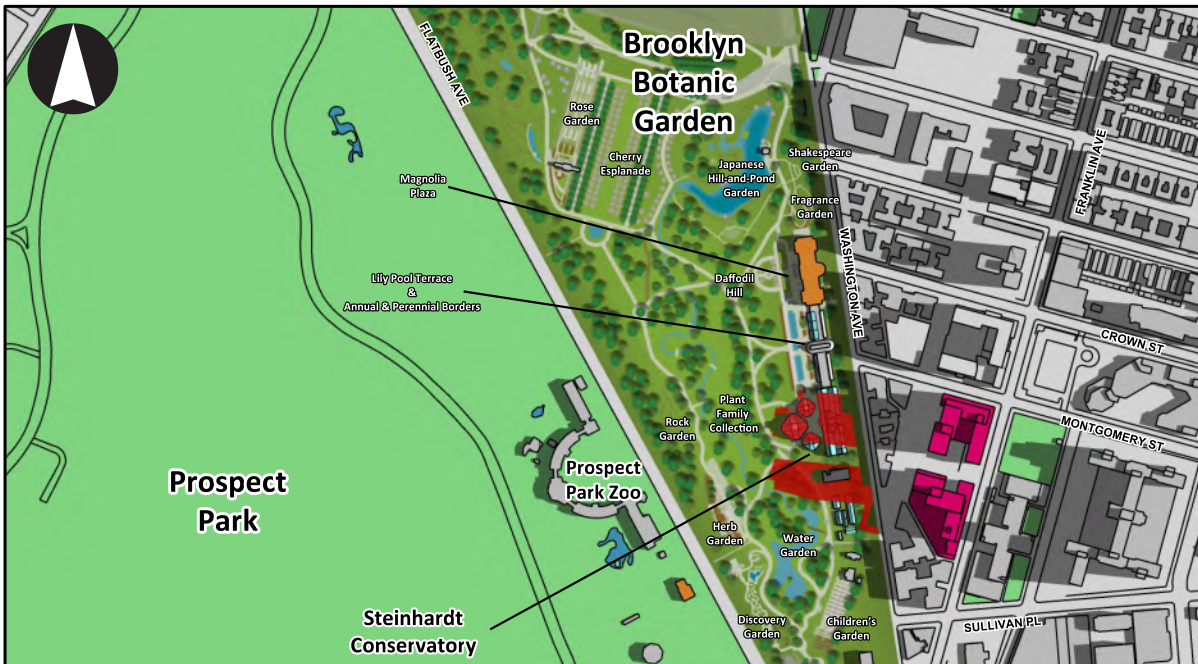 FLATBUSH AVE
Brooklyn
Botanic
Garden
Rose
Garden
Cherry
Esplanade
Japanese
Hill-and-Pond
Garden
Shakespeare
Garden
Fragrance
Garden
FRANKLIN AVE
Magnolia
Plaza
WASHINGTON AVE
Lily Pool Terrace
&
Annual & Perennial Borders
Daffodil
Hill
CROWN ST
Plant
Family
Collection
Rock
Garden
MONTGOMERY ST
Prospect
Park
Prospect
Park Zoo
Herb
Garden
Water
Garden
Steinhardt
Conservatory
Discovery
Garden
Children's
Garden
SULLIVAN PL